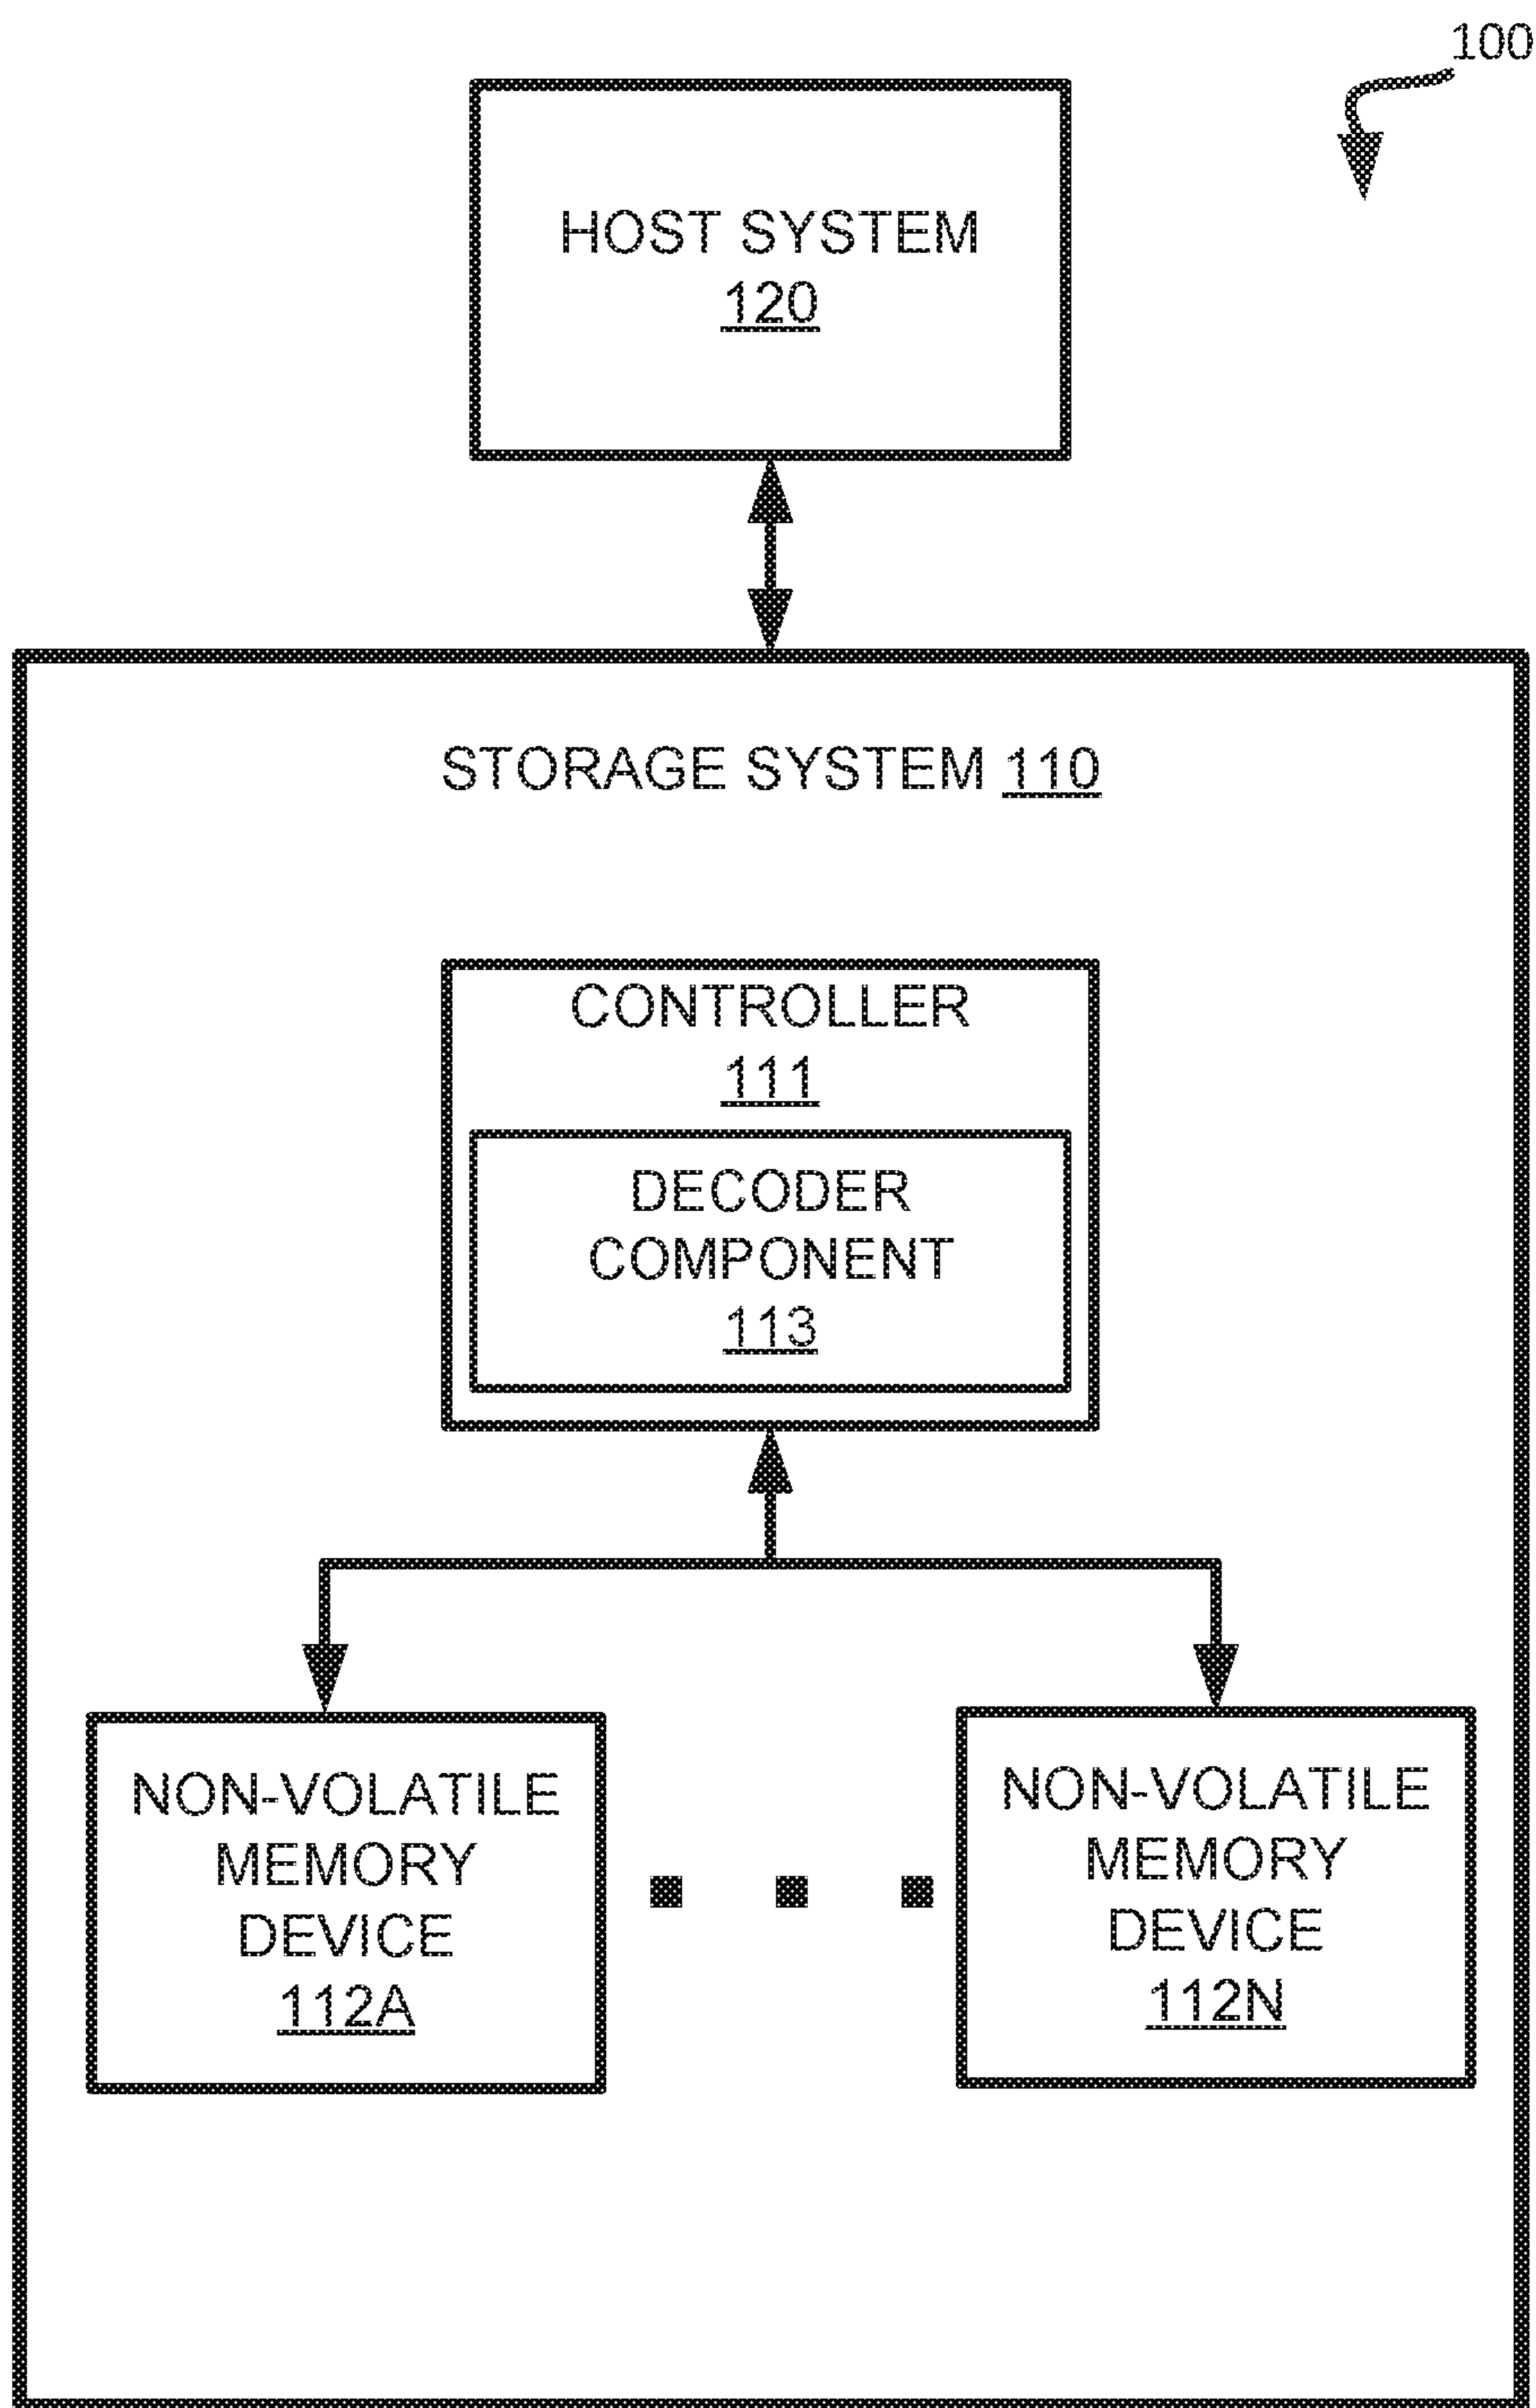 100
HOST SYSTEM
120
STORAGE SYSTEM 110
CONTROLLER
111
DECODER
COMPONENT
113
NON-VOLATILE
MEMORY
DEVICE
112A
NON-VOLATILE
MEMORY
DEVICE
112N